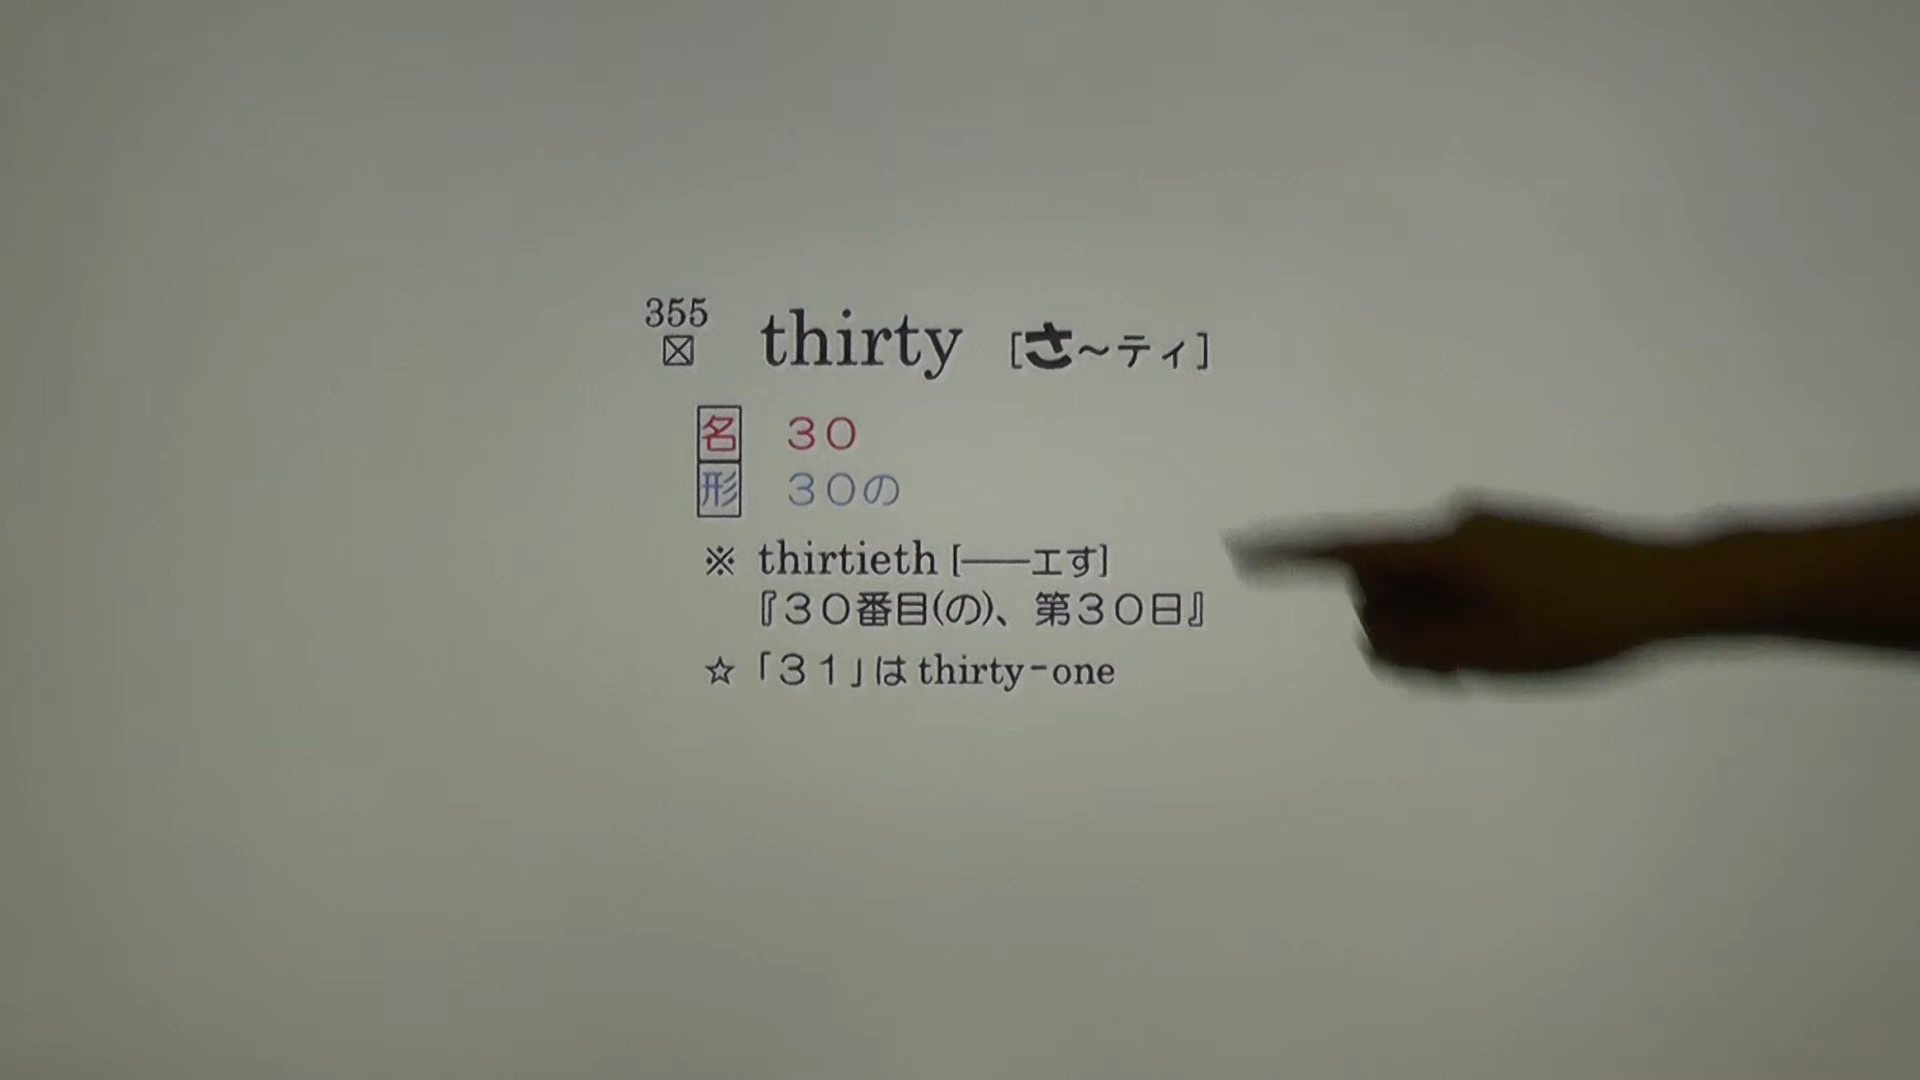 355
☒ thirty [さ～ティ]
名 30
形 30の
※ thirtieth [――エす]
『30番目(の)、第30日』
☆ 「31」は thirty-one